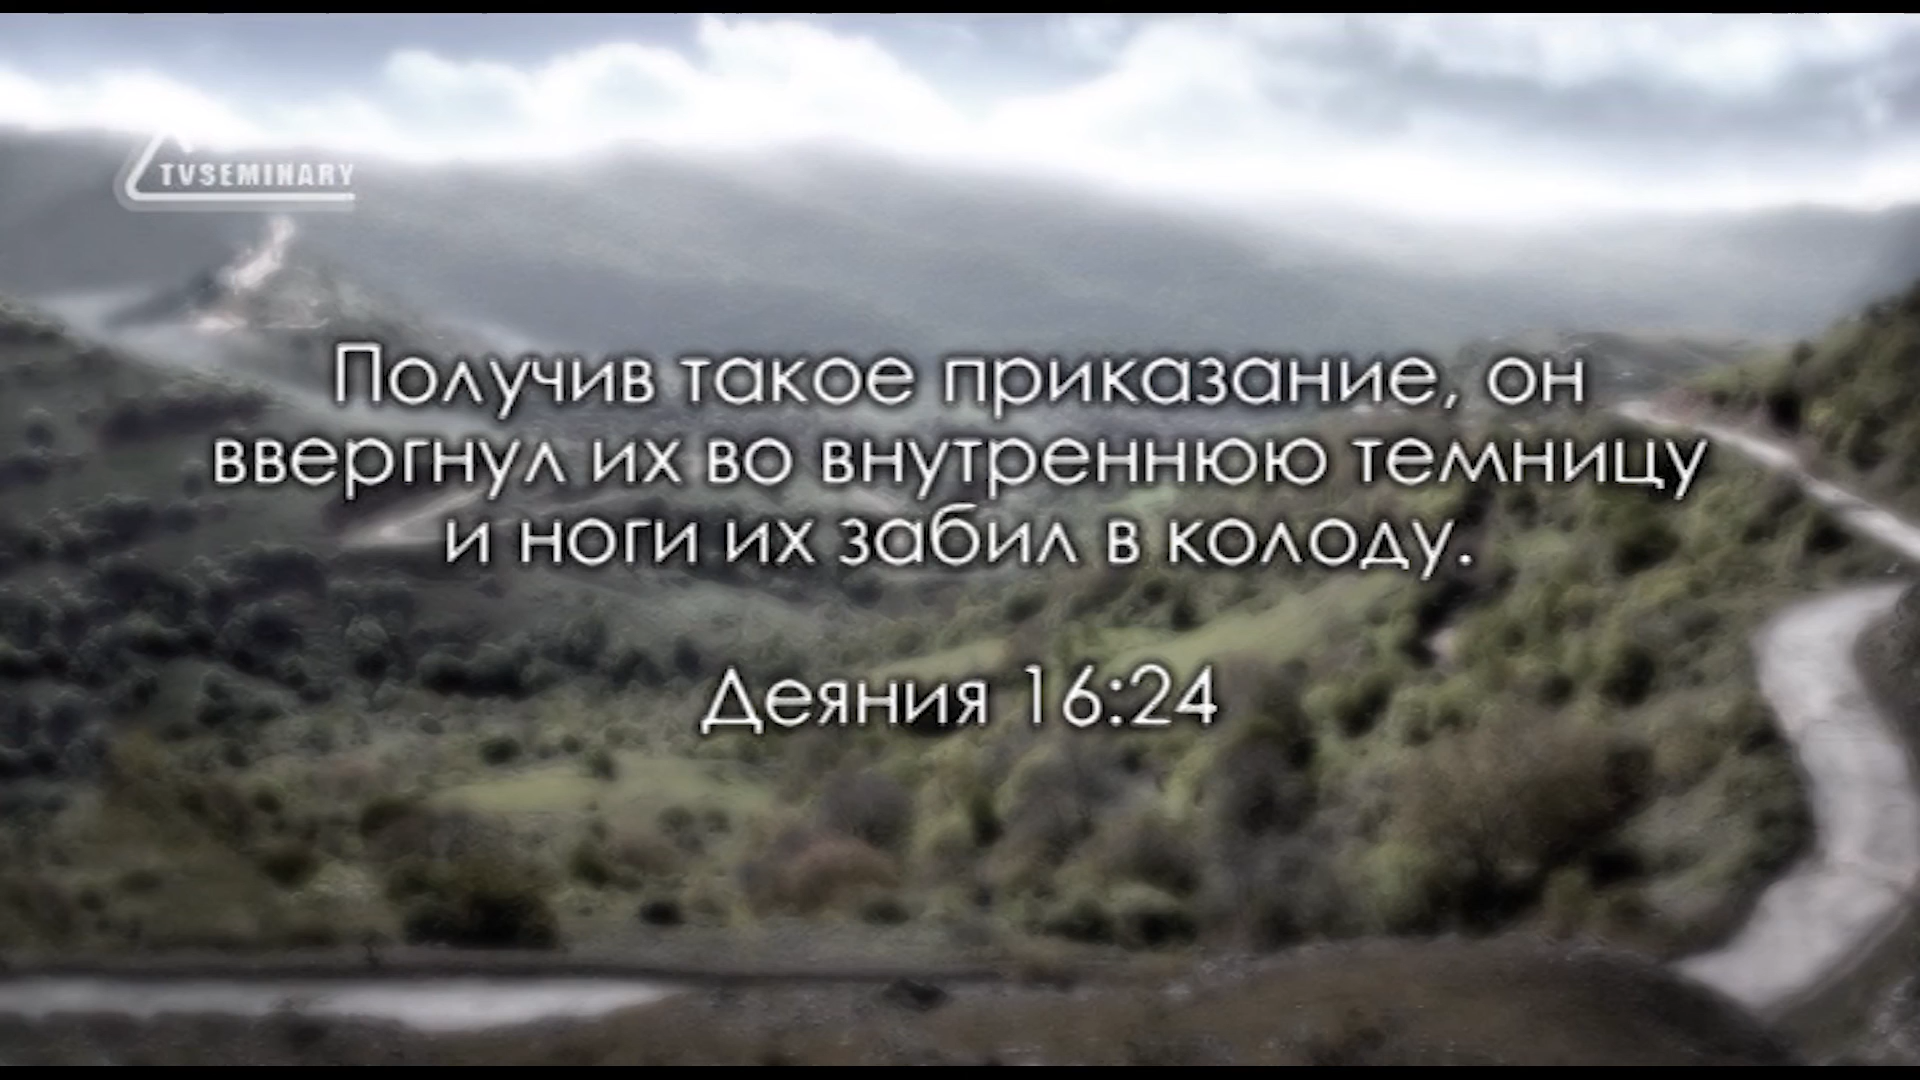 TVSEMINARY
Получив такое приказание, он
ввергнул их во внутреннюю темницу
и ноги их забил в колоду.
Деяния 16:24